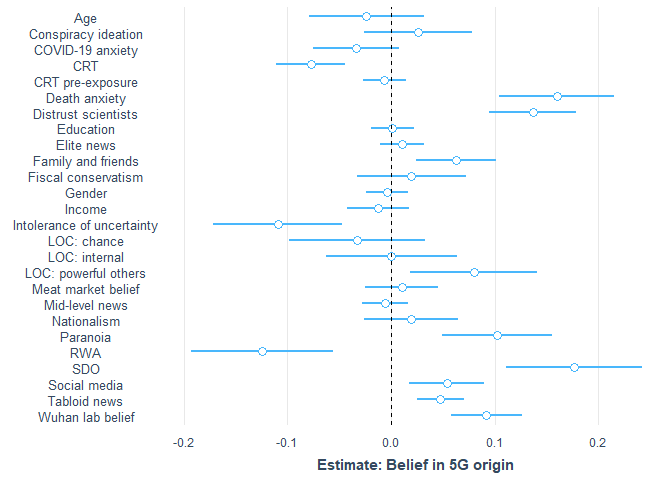 Age
Conspiracy ideation
COVID-19 anxiety
CRT
CRT pre-exposure
Death anxiety
Distrust scientists
Education
Elite news
Family and friends
Fiscal conservatism
Gender
Income
Intolerance of uncertainty
LOC: chance
LOC: internal
LOC: powerful others
Meat market belief
Mid-level news
Nationalism
Paranoia
RWA
SDO
Social media
Tabloid news
Wuhan lab belief
-0.2 -0.1 0.0 0.1 0.2
Estimate: Belief in 5G origin